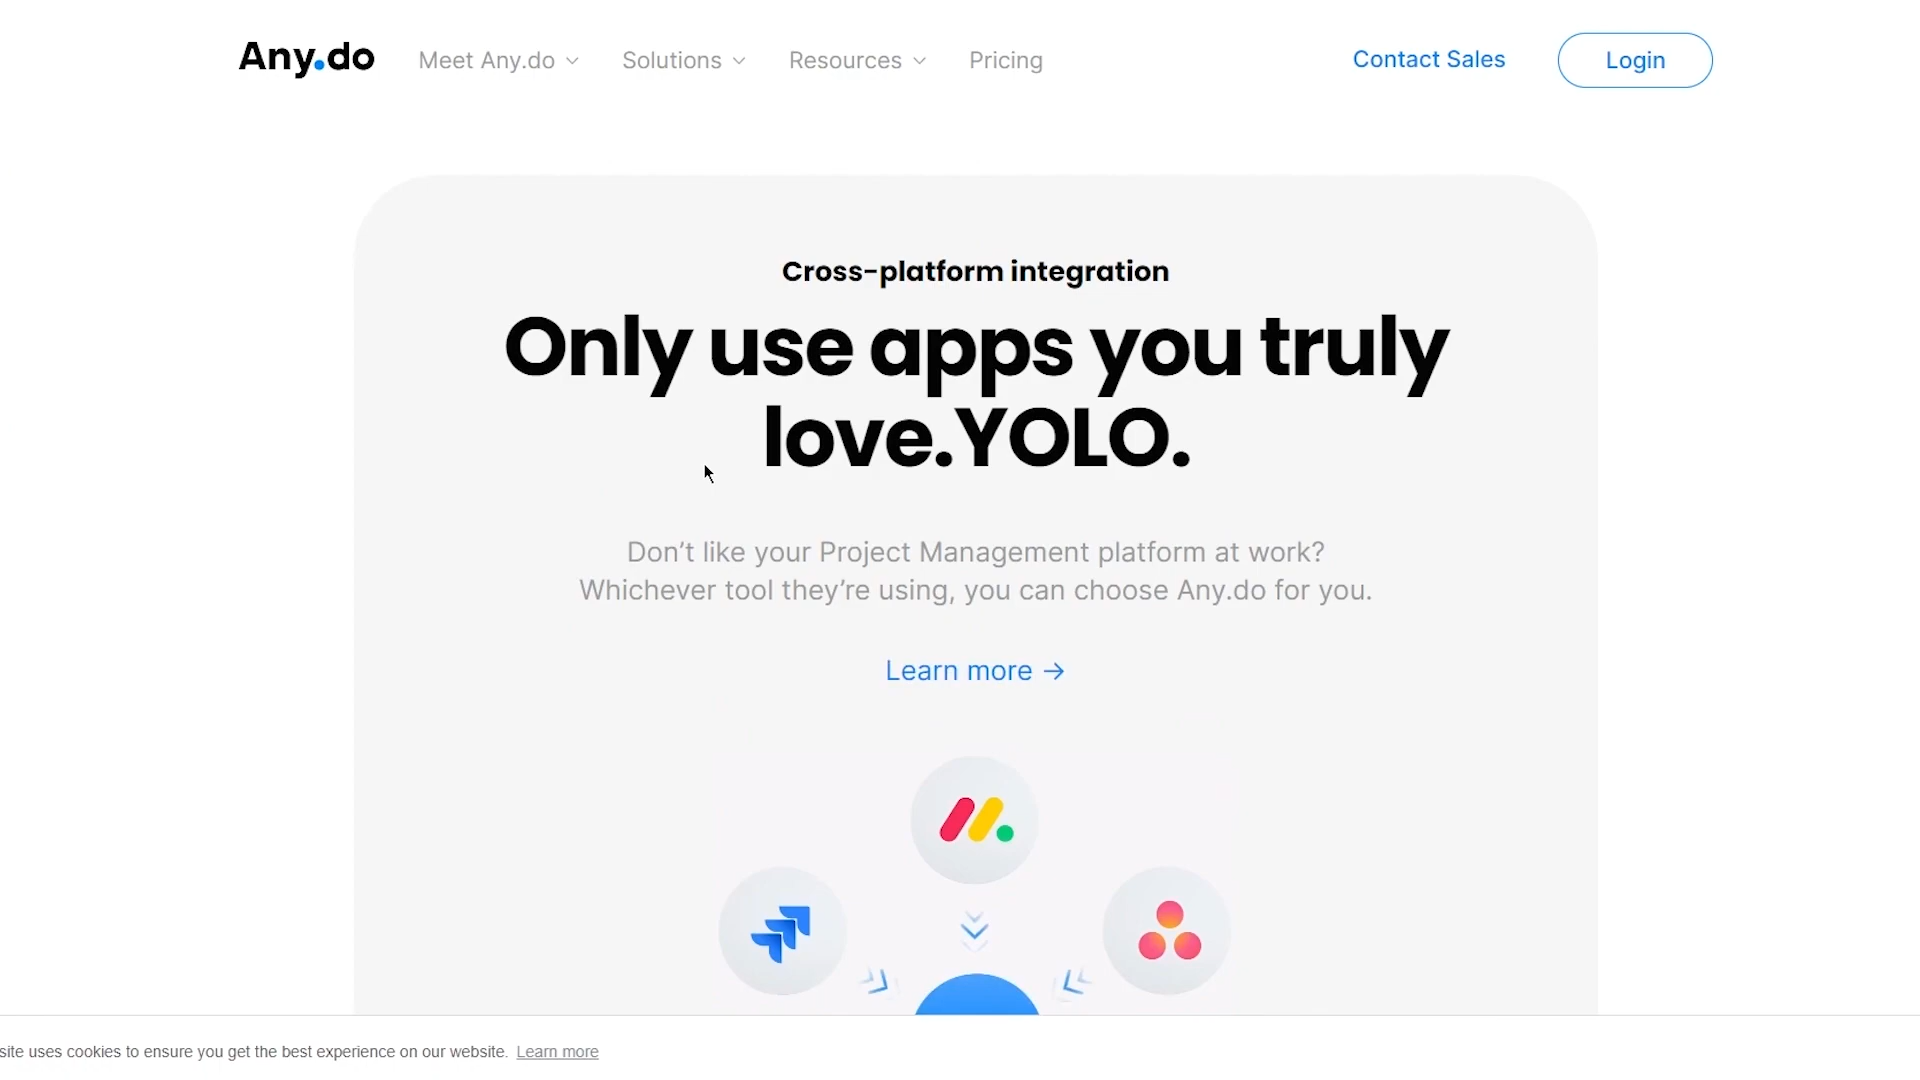 Any.do Meet Any.do Solutions Resources Pricing Contact Sales Login
Cross-platform integration
Only use apps you truly
love.YOLO.
Don’t like your Project Management platform at work?
Whichever tool they’re using, you can choose Any.do for you.
Learn more →
site uses cookies to ensure you get the best experience on our website. Learn more